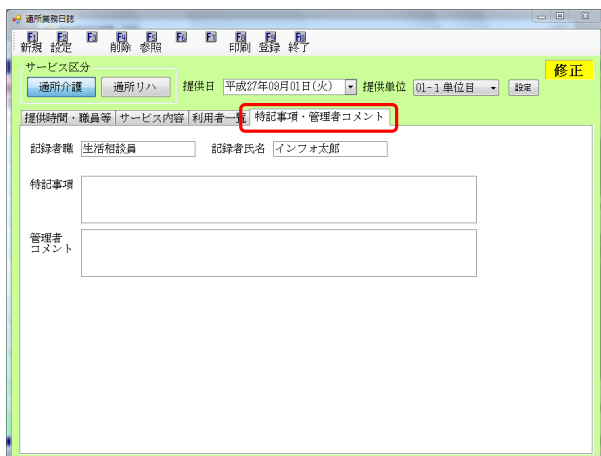 通所業務日誌
F1 F2 F3 F4 F5 F6 F7 F8 F9 F10
新規 設定 削除 参照 印刷 登録 終了
サービス区分
修正
通所介護 通所リハ 提供日 平成27年09月01日(火) 提供単位 01-1単位目 設定
提供時間・職員等 サービス内容 利用者一覧 特記事項・管理者コメント
記録者職 生活相談員 記録者氏名 インフォ太郎
特記事項
管理者
コメント